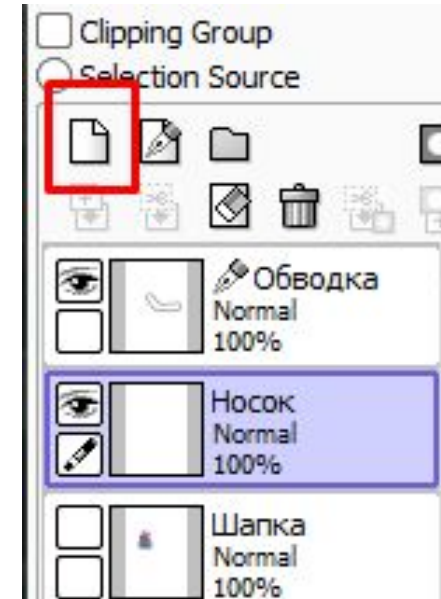 Clipping Group
Selection Source
Обводка
Normal
100%
Носок
Normal
100%
Шапка
Normal
100%